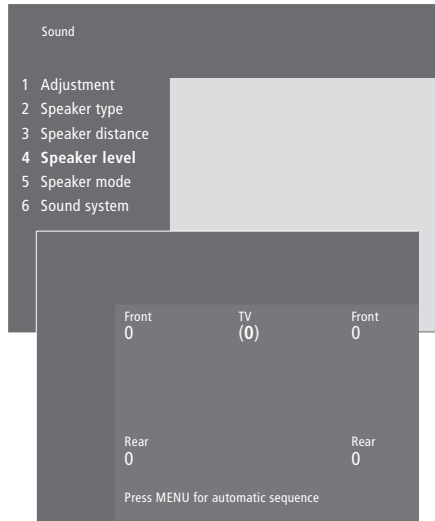 Sound
1 Adjustment
2 Speaker type
3 Speaker distance
4 Speaker level
5 Speaker mode
6 Sound system
Front TV Front
0 (0) 0
Rear Rear
0 0
Press MENU for automatic sequence